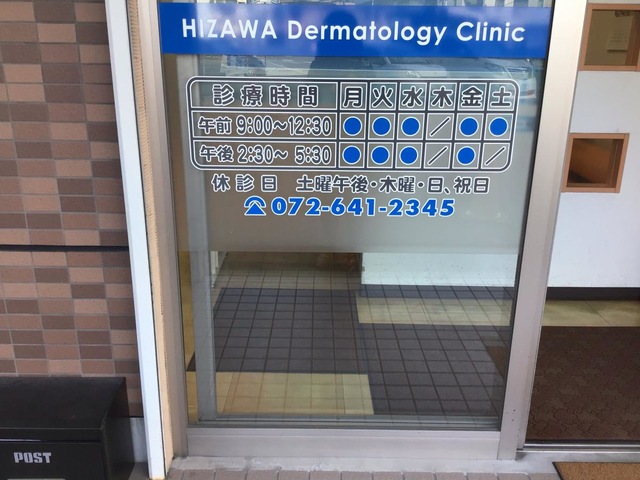 HIZAWA Dermatology Clinic
診療時間 月 火 水 木 金 土
午前 9:00～12:30 ● ● ● ／ ● ●
午後 2:30～ 5:30 ● ● ● ／ ● ／
休診日 土曜午後・木曜・日、祝日
☎072-641-2345
POST